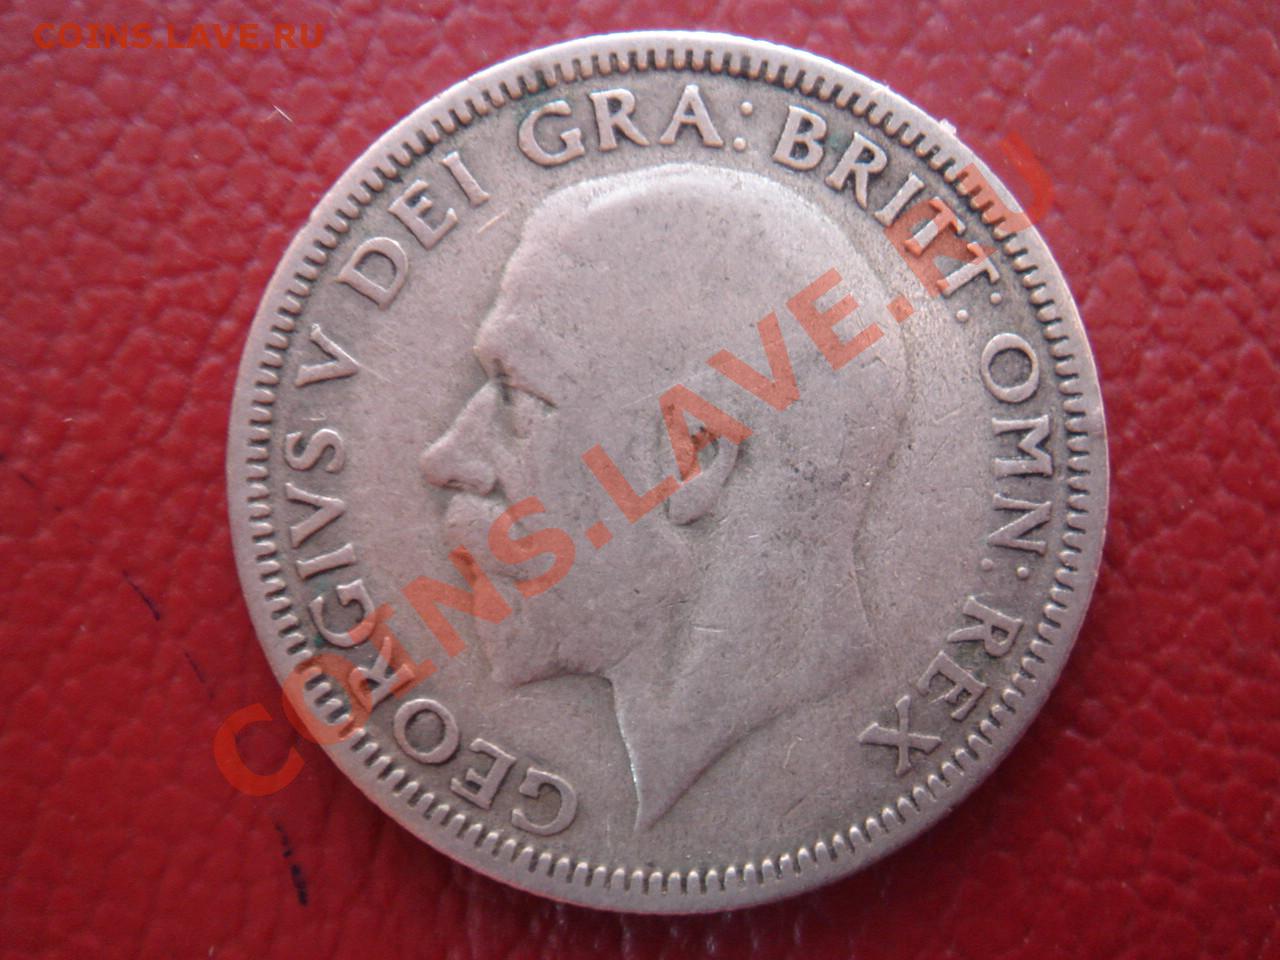 COINS.LAVE.RU
GEORGIVS V DEI GRA: BRITT: OMN: REX
COINS.LAVE.RU